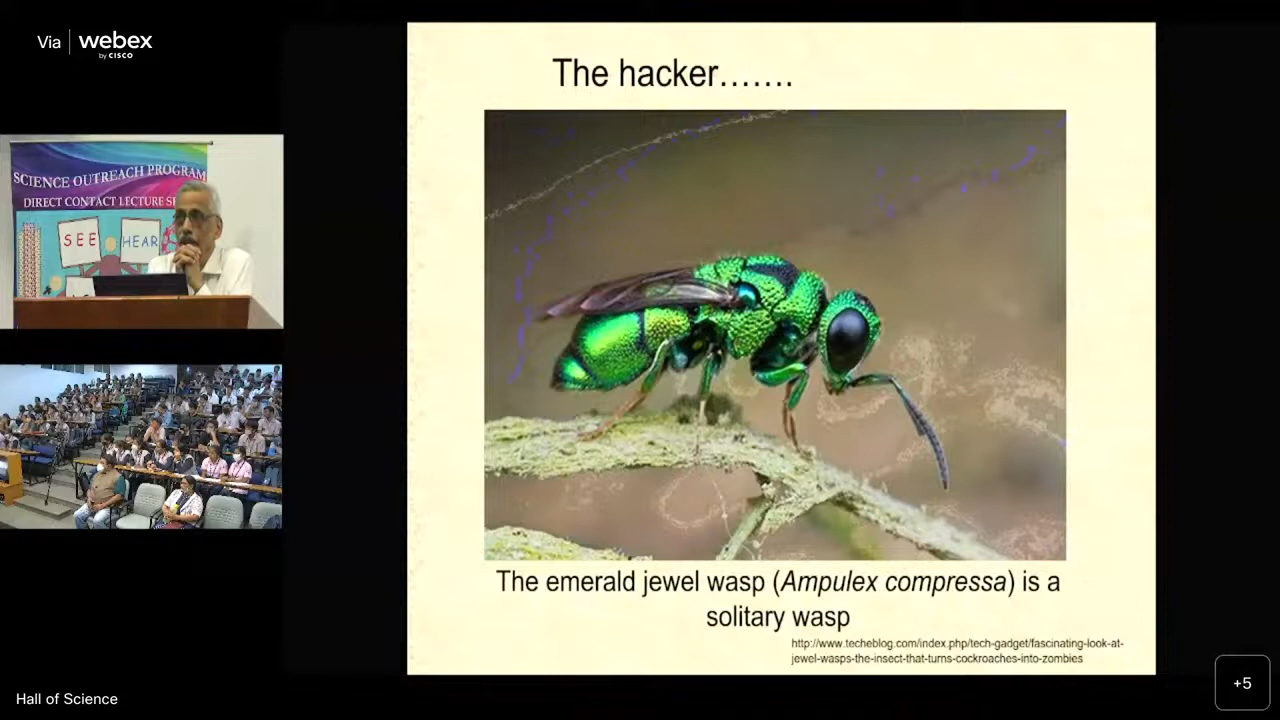 Via webex
by CISCO
SCIENCE OUTREACH PROGRAM
DIRECT CONTACT LECTURE
SEE
HEAR
The hacker…….
The emerald jewel wasp (Ampulex compressa) is a
solitary wasp
http://www.techeblog.com/index.php/tech-gadget/fascinating-look-at-
jewel-wasps-the-insect-that-turns-cockroaches-into-zombies
Hall of Science
+5